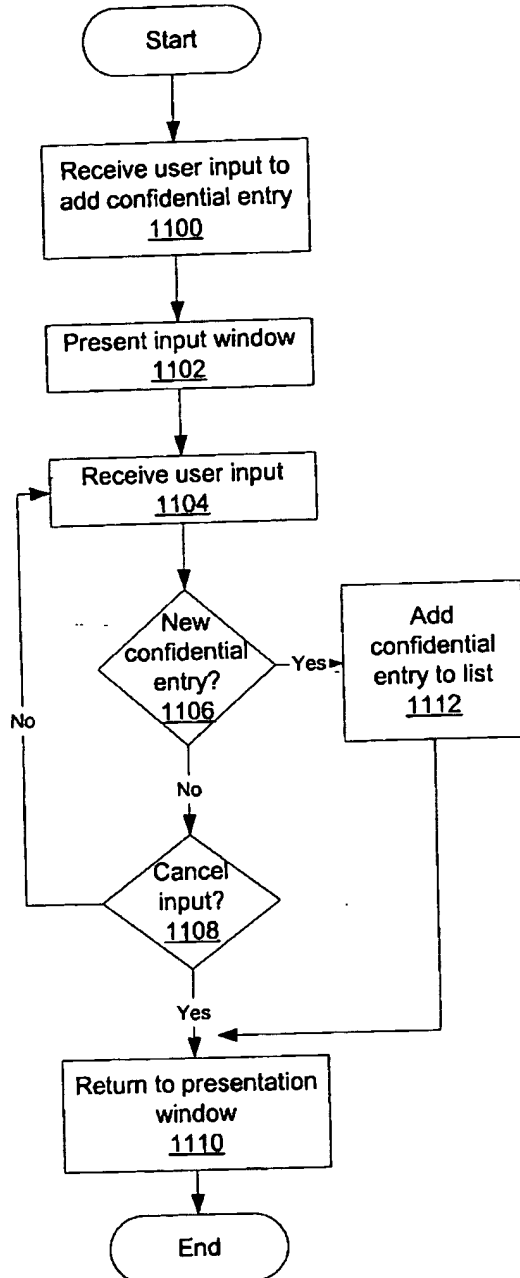 Start
Receive user input to
add confidential entry
1100
Present input window
1102
Receive user input
1104
New
confidential
entry?
1106
Yes
Add
confidential
entry to list
1112
No
No
Cancel
input?
1108
Yes
Return to presentation
window
1110
End